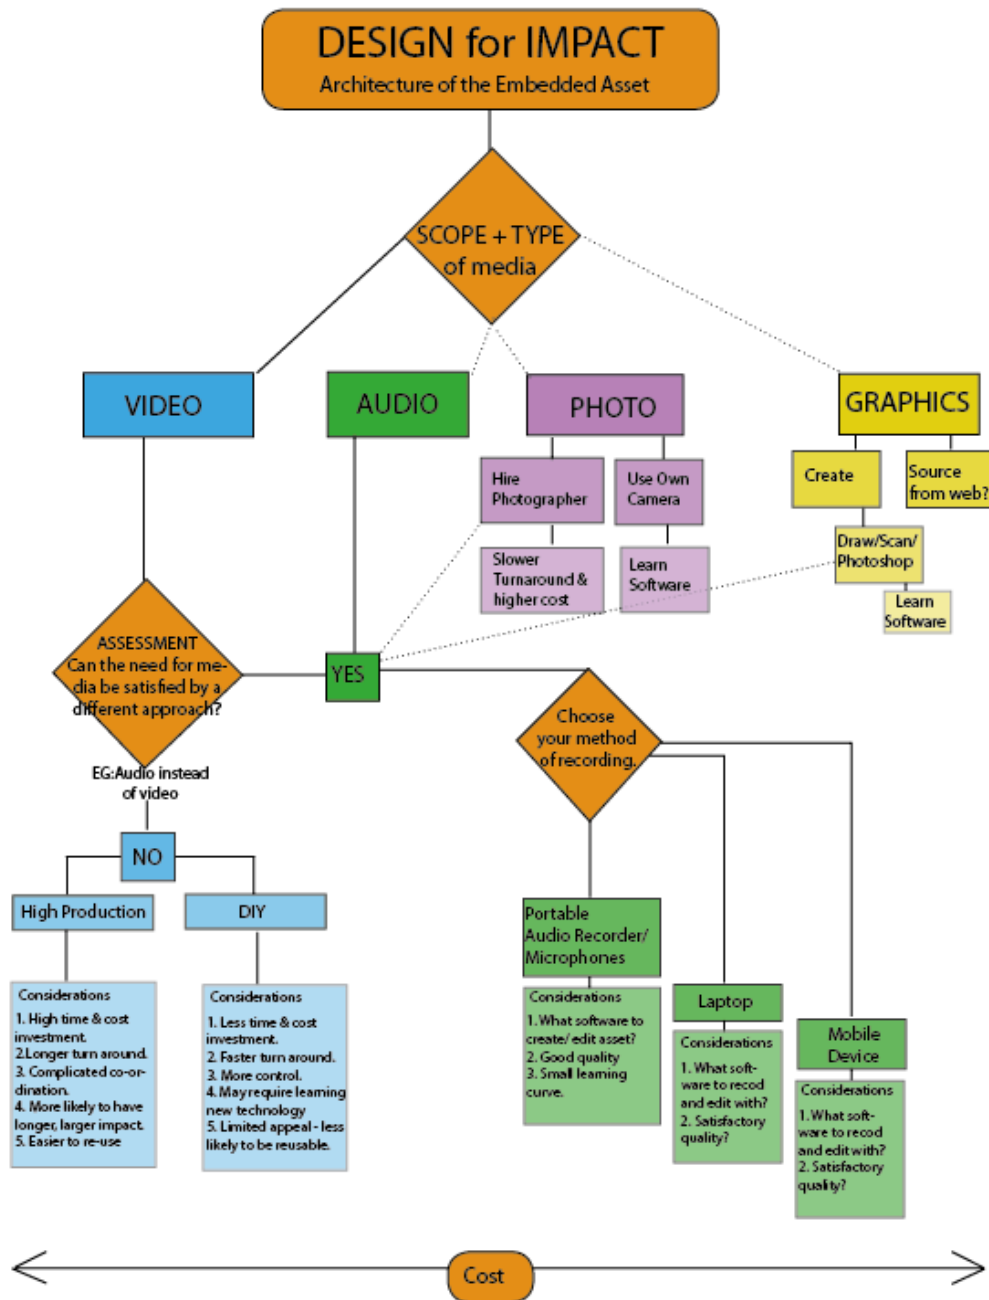 DESIGN for IMPACT
Architecture of the Embedded Asset
SCOPE + TYPE
of media
VIDEO
AUDIO
PHOTO
GRAPHICS
Hire
Photographer
Use Own
Camera
Create
Source
from web?
Slower
Turnaround &
higher cost
Learn
Software
Draw/Scan/
Photoshop
Learn
Software
ASSESSMENT
Can the need for me-
dia be satisfied by a
different approach?
YES
EG:Audio instead
of video
NO
Choose
your method
of recording.
High Production
DIY
Considerations
1. High time & cost
investment.
2.Longer turn around.
3. Complicated co-or-
dination.
4. More likely to have
longer, larger impact.
5. Easier to re-use
Considerations
1. Less time & cost
investment.
2. Faster turn around.
3. More control.
4. May require learning
new technology
5. Limited appeal - less
likely to be reusable.
Portable
Audio Recorder/
Microphones
Considerations
1. What software to
create/ edit asset?
2. Good quality
3. Small learning
curve.
Laptop
Considerations
1. What soft-
ware to recod
and edit with?
2. Satisfactory
quality?
Mobile
Device
Considerations
1. What soft-
ware to recod
and edit with?
2. Satisfactory
quality?
Cost